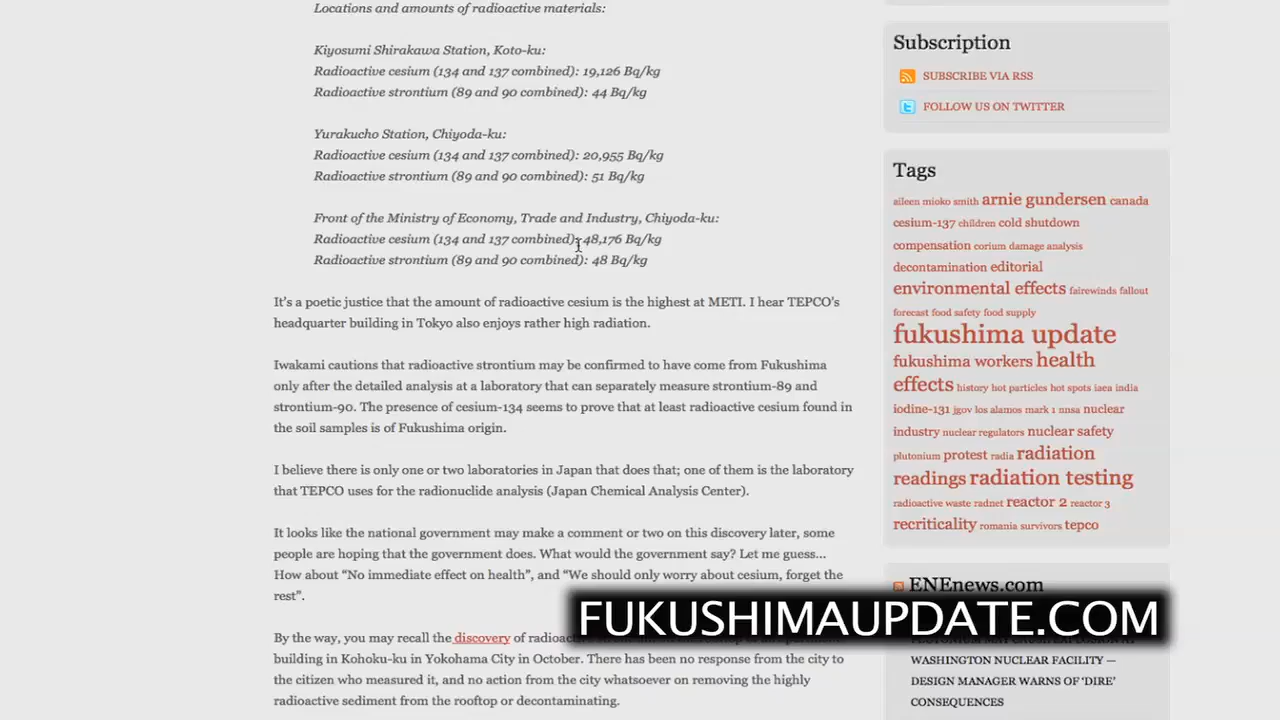 Locations and amounts of radioactive materials:
Kiyosumi Shirakawa Station, Koto-ku:
Radioactive cesium (134 and 137 combined): 19,126 Bq/kg
Radioactive strontium (89 and 90 combined): 44 Bq/kg
Yurakucho Station, Chiyoda-ku:
Radioactive cesium (134 and 137 combined): 20,955 Bq/kg
Radioactive strontium (89 and 90 combined): 51 Bq/kg
Front of the Ministry of Economy, Trade and Industry, Chiyoda-ku:
Radioactive cesium (134 and 137 combined): 48,176 Bq/kg
Radioactive strontium (89 and 90 combined): 48 Bq/kg
It's a poetic justice that the amount of radioactive cesium is the highest at METI. I hear TEPCO's
headquarter building in Tokyo also enjoys rather high radiation.
Iwakami cautions that radioactive strontium may be confirmed to have come from Fukushima
only after the detailed analysis at a laboratory that can separately measure strontium-89 and
strontium-90. The presence of cesium-134 seems to prove that at least radioactive cesium found in
the soil samples is of Fukushima origin.
I believe there is only one or two laboratories in Japan that does that; one of them is the laboratory
that TEPCO uses for the radionuclide analysis (Japan Chemical Analysis Center).
It looks like the national government may make a comment or two on this discovery later, some
people are hoping that the government does. What would the government say? Let me guess...
How about “No immediate effect on health”, and “We should only worry about cesium, forget the
rest”.
By the way, you may recall the discovery of
building in Kohoku-ku in Yokohama City in October. There has been no response from the city to
the citizen who measured it, and no action from the city whatsoever on removing the highly
radioactive sediment from the rooftop or decontaminating.
Subscription
SUBSCRIBE VIA RSS
FOLLOW US ON TWITTER
Tags
aileen mioko smith arnie gundersen canada
cesium-137 children cold shutdown
compensation corium damage analysis
decontamination editorial
environmental effects fairewinds fallout
forecast food safety food supply
fukushima update
fukushima workers health
effects history hot particles hot spots iaea india
iodine-131 jgov los alamos mark 1 nnsa nuclear
industry nuclear regulators nuclear safety
plutonium protest radia radiation
readings radiation testing
radioactive waste radnet reactor 2 reactor 3
recriticality romania survivors tepco
ENEnews.com
FUKUSHIMAUPDATE.COM
WASHINGTON NUCLEAR FACILITY —
DESIGN MANAGER WARNS OF ‘DIRE’
CONSEQUENCES